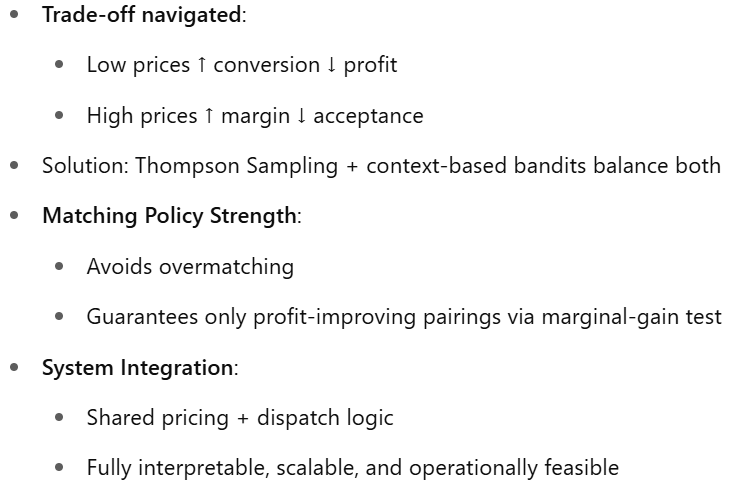 Trade-off navigated:
Low prices ↑ conversion ↓ profit
High prices ↑ margin ↓ acceptance
Solution: Thompson Sampling + context-based bandits balance both
Matching Policy Strength:
Avoids overmatching
Guarantees only profit-improving pairings via marginal-gain test
System Integration:
Shared pricing + dispatch logic
Fully interpretable, scalable, and operationally feasible